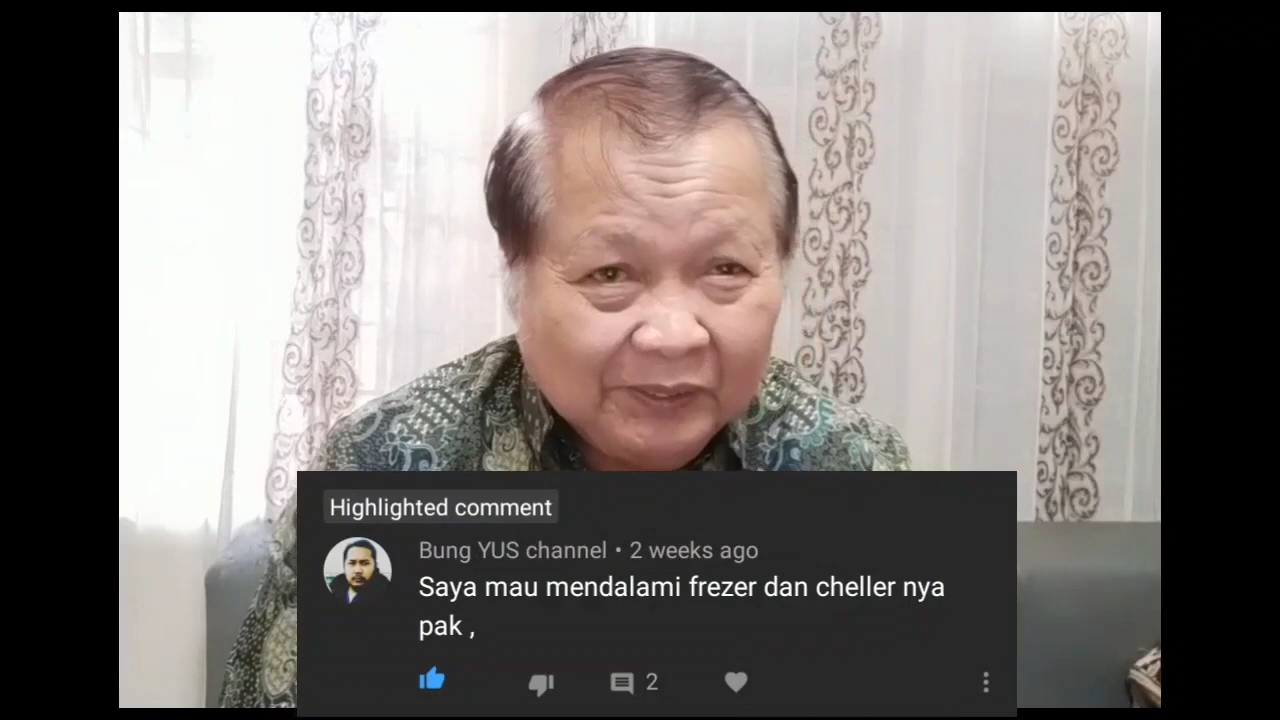 Highlighted comment
Bung YUS channel • 2 weeks ago
Saya mau mendalami frezer dan cheller nya
pak ,
2